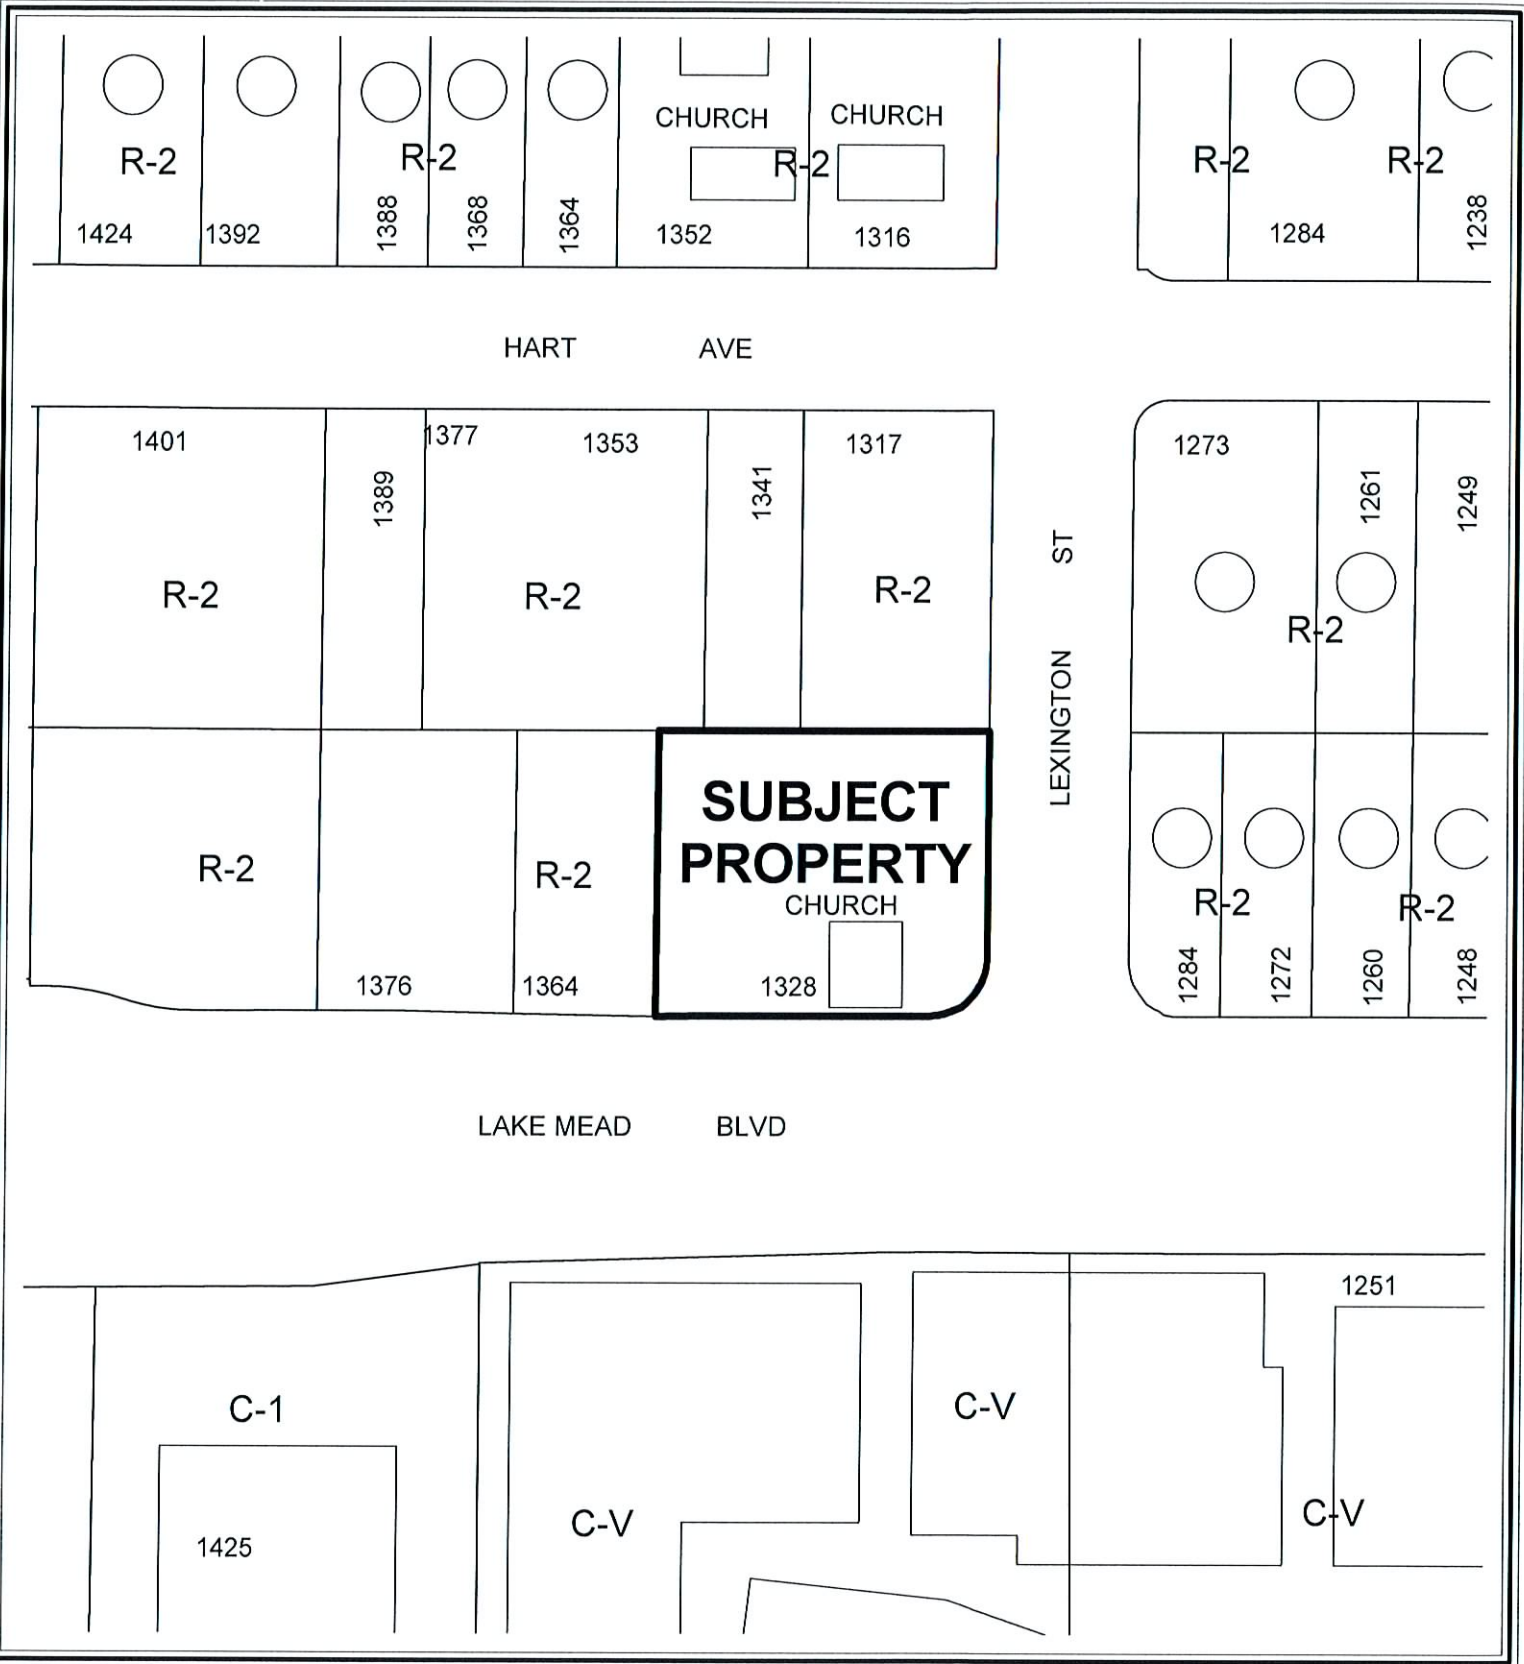 CHURCH
CHURCH
R-2
R-2
R-2
R-2
R-2
1424
1392
1388
1368
1364
1352
1316
1284
1238
HART AVE
1401
1377
1353
1317
1273
1389
1341
1261
1249
R-2
R-2
R-2
R-2
LEXINGTON ST
SUBJECT
PROPERTY
CHURCH
R-2
R-2
R-2
R-2
1376
1364
1328
1284
1272
1260
1248
LAKE MEAD BLVD
1251
C-1
C-V
C-V
C-V
1425